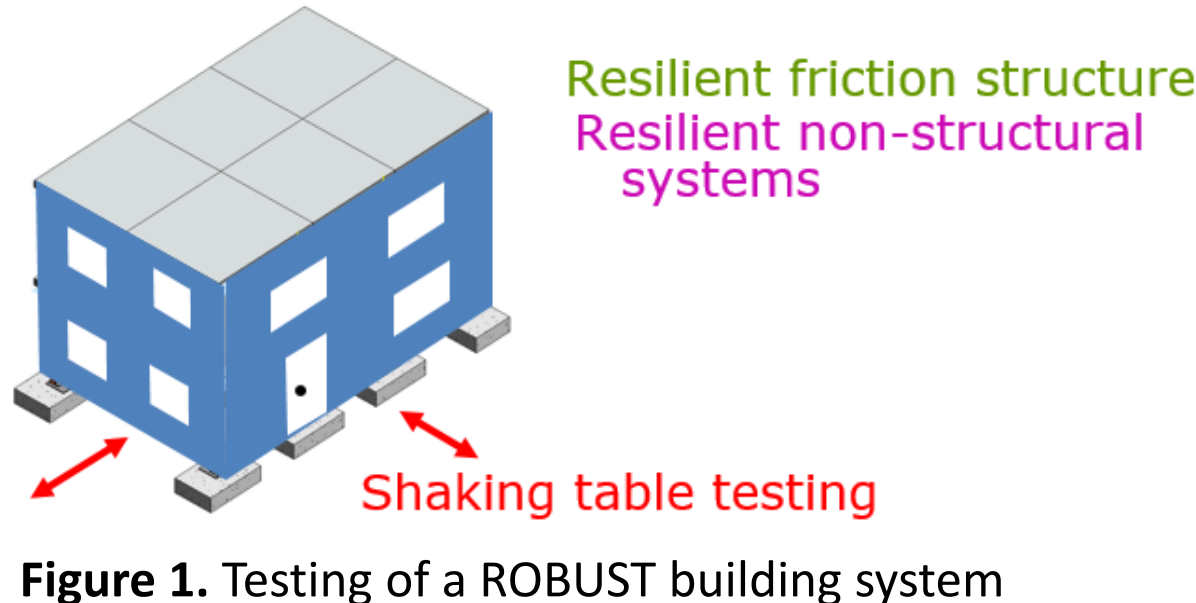 Resilient friction structure
Resilient non-structural
systems
Shaking table testing
Figure 1. Testing of a ROBUST building system